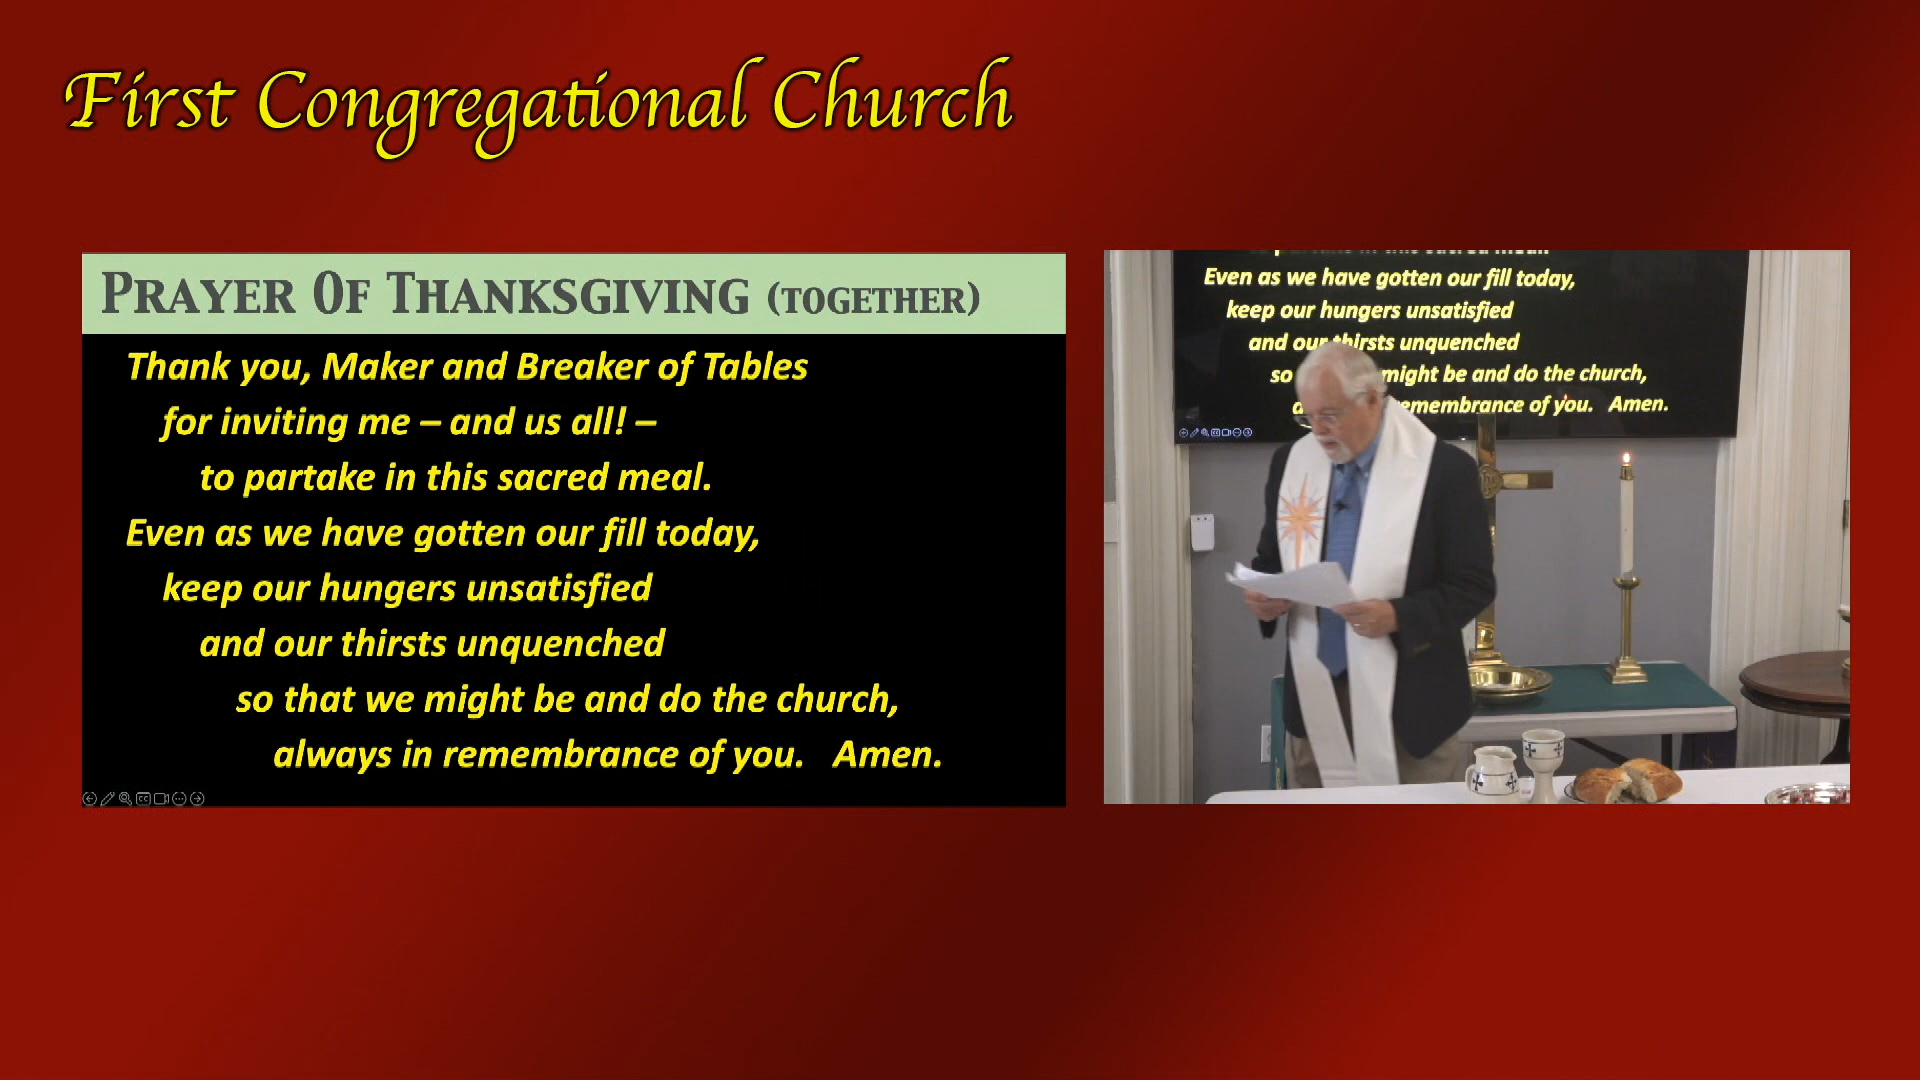 First Congregational Church
PRAYER OF THANKSGIVING (TOGETHER)
Thank you, Maker and Breaker of Tables
for inviting me – and us all! –
to partake in this sacred meal.
Even as we have gotten our fill today,
keep our hungers unsatisfied
and our thirsts unquenched
so that we might be and do the church,
always in remembrance of you. Amen.
Even as we have gotten our fill today,
keep our hungers unsatisfied
and our thirsts unquenched
so might be and do the church,
remembrance of you. Amen.